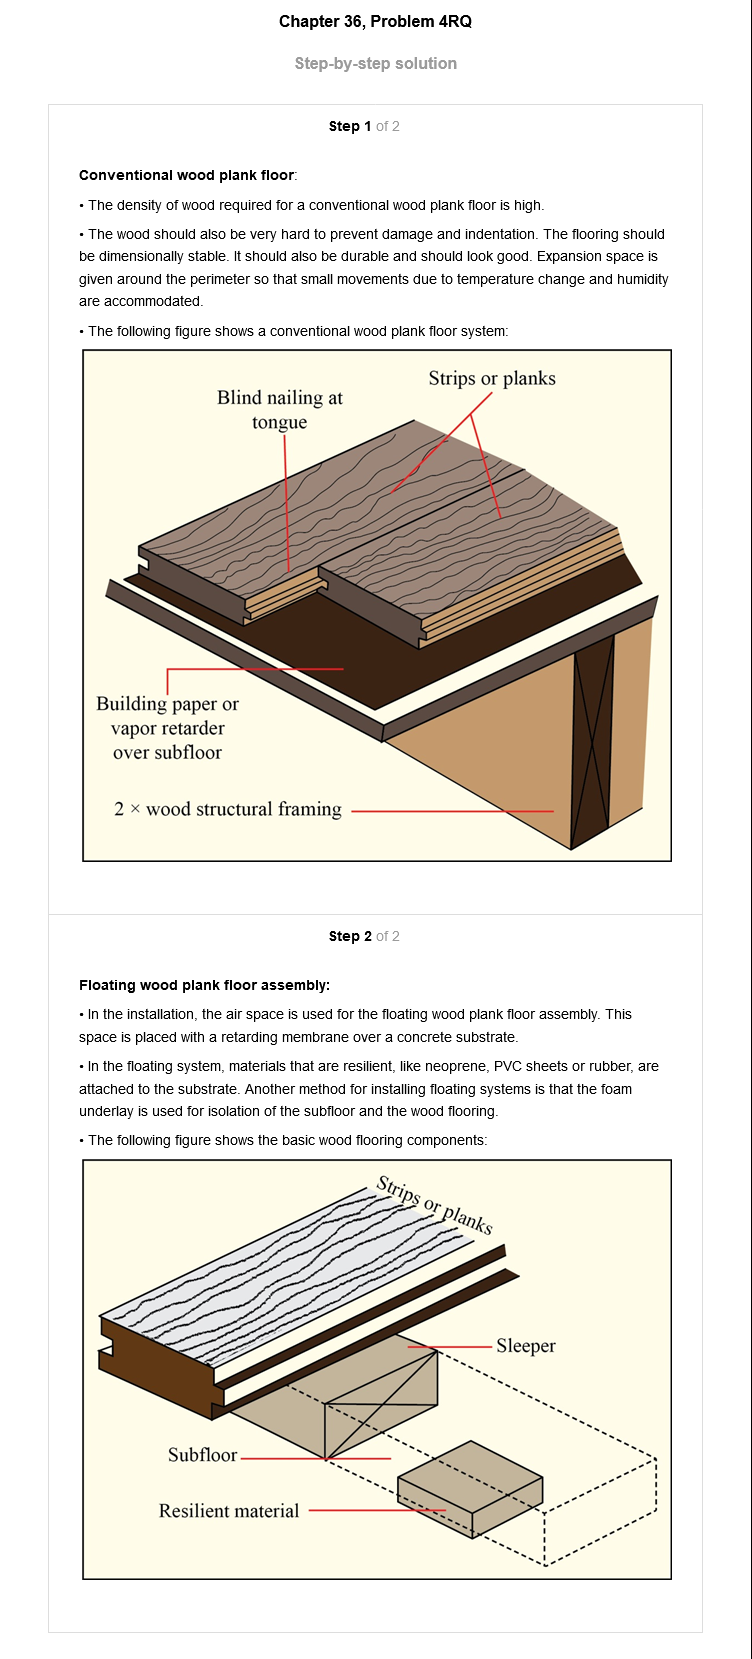 Chapter 36, Problem 4RQ
Step-by-step solution
Step 1 of 2
Conventional wood plank floor:
• The density of wood required for a conventional wood plank floor is high.
• The wood should also be very hard to prevent damage and indentation. The flooring should
be dimensionally stable. It should also be durable and should look good. Expansion space is
given around the perimeter so that small movements due to temperature change and humidity
are accommodated.
• The following figure shows a conventional wood plank floor system:
Strips or planks
Blind nailing at
tongue
Building paper or
vapor retarder
over subfloor
2 × wood structural framing
Step 2 of 2
Floating wood plank floor assembly:
• In the installation, the air space is used for the floating wood plank floor assembly. This
space is placed with a retarding membrane over a concrete substrate.
• In the floating system, materials that are resilient, like neoprene, PVC sheets or rubber, are
attached to the substrate. Another method for installing floating systems is that the foam
underlay is used for isolation of the subfloor and the wood flooring.
• The following figure shows the basic wood flooring components:
Strips or planks
Sleeper
Subfloor
Resilient material